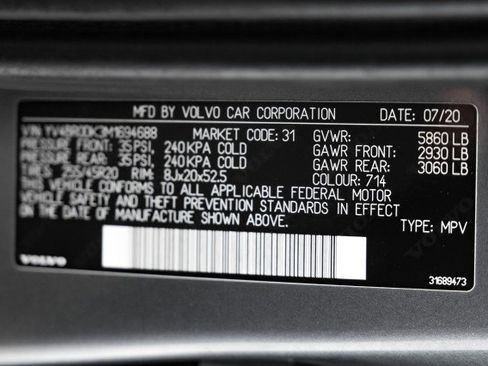 MFD BY VOLVO CAR CORPORATION DATE: 07/20
VIN YV4BR0DK3M1694688 MARKET CODE: 31 GVWR: 5860 LB
PRESSURE FRONT: 35 PSI, 240 KPA COLD GAWR FRONT: 2930 LB
PRESSURE REAR: 35 PSI, 240 KPA COLD GAWR REAR: 3060 LB
TIRES 255/45R20 RIM: 8Jx20x52.5 COLOUR: 714
THIS VEHICLE CONFORMS TO ALL APPLICABLE FEDERAL MOTOR
VEHICLE SAFETY AND THEFT PREVENTION STANDARDS IN EFFECT
ON DATE OF MANUFACTURE SHOWN ABOVE.
TYPE: MPV
VOLVO
31689473